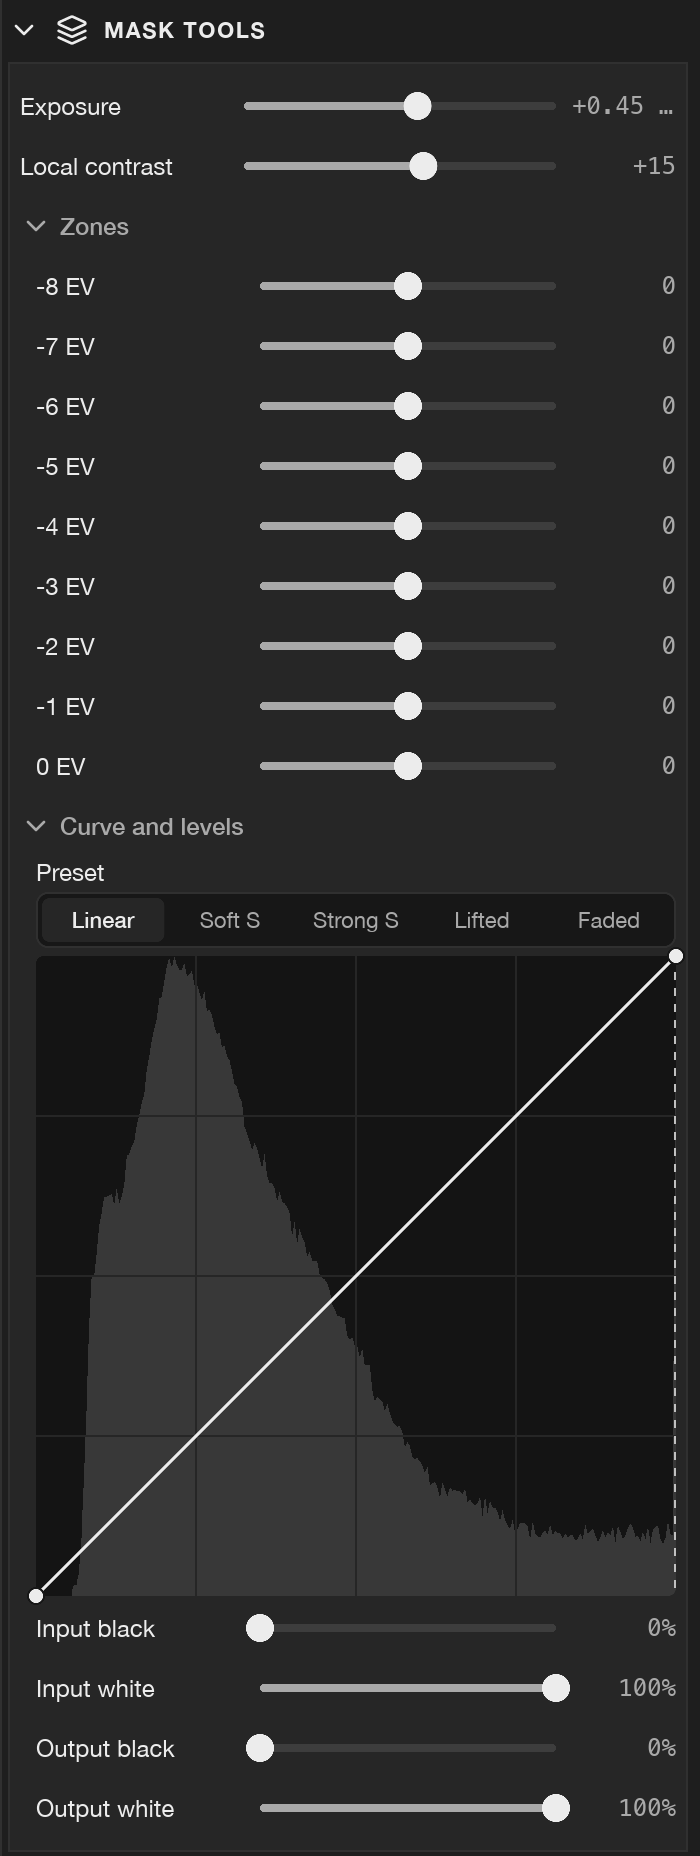 MASK TOOLS
Exposure +0.45 …
Local contrast +15
Zones
-8 EV 0
-7 EV 0
-6 EV 0
-5 EV 0
-4 EV 0
-3 EV 0
-2 EV 0
-1 EV 0
0 EV 0
Curve and levels
Preset
Linear Soft S Strong S Lifted Faded
Input black 0%
Input white 100%
Output black 0%
Output white 100%